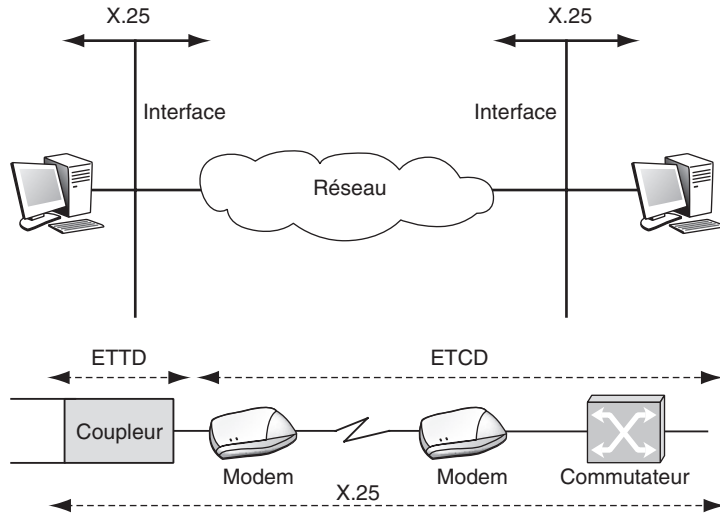 X.25
X.25
Interface
Interface
Réseau
ETTD
ETCD
Coupleur
Modem
Modem
Commutateur
X.25